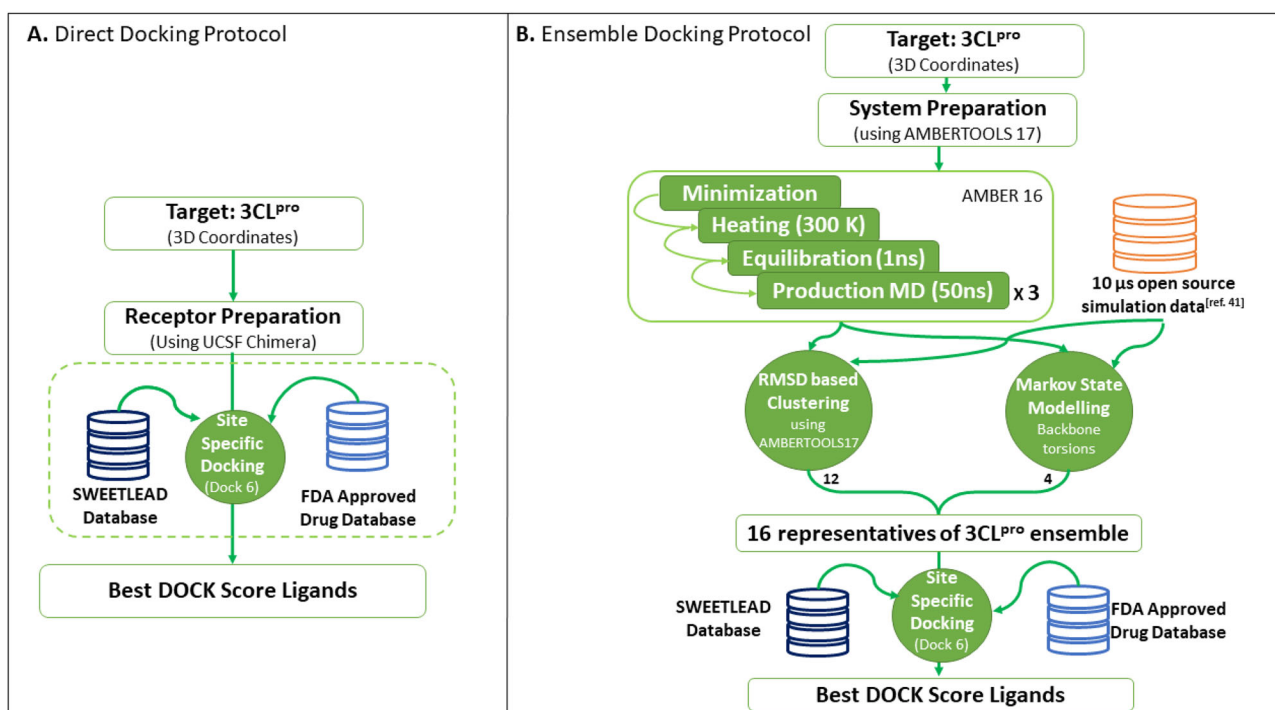 A. Direct Docking Protocol
Target: 3CLᵖʳᵒ
(3D Coordinates)
Receptor Preparation
(Using UCSF Chimera)
Site
Specific
Docking
(Dock 6)
SWEETLEAD
Database
FDA Approved
Drug Database
Best DOCK Score Ligands
B. Ensemble Docking Protocol
Target: 3CLᵖʳᵒ
(3D Coordinates)
System Preparation
(using AMBERTOOLS 17)
AMBER 16
Minimization
Heating (300 K)
Equilibration (1ns)
Production MD (50ns)
X 3
10 µs open source
simulation data[ref. 41]
RMSD based
Clustering
using
AMBERTOOLS17
Markov State
Modelling
Backbone
torsions
12
4
16 representatives of 3CLᵖʳᵒ ensemble
SWEETLEAD
Database
Site
Specific
Docking
(Dock 6)
FDA Approved
Drug Database
Best DOCK Score Ligands